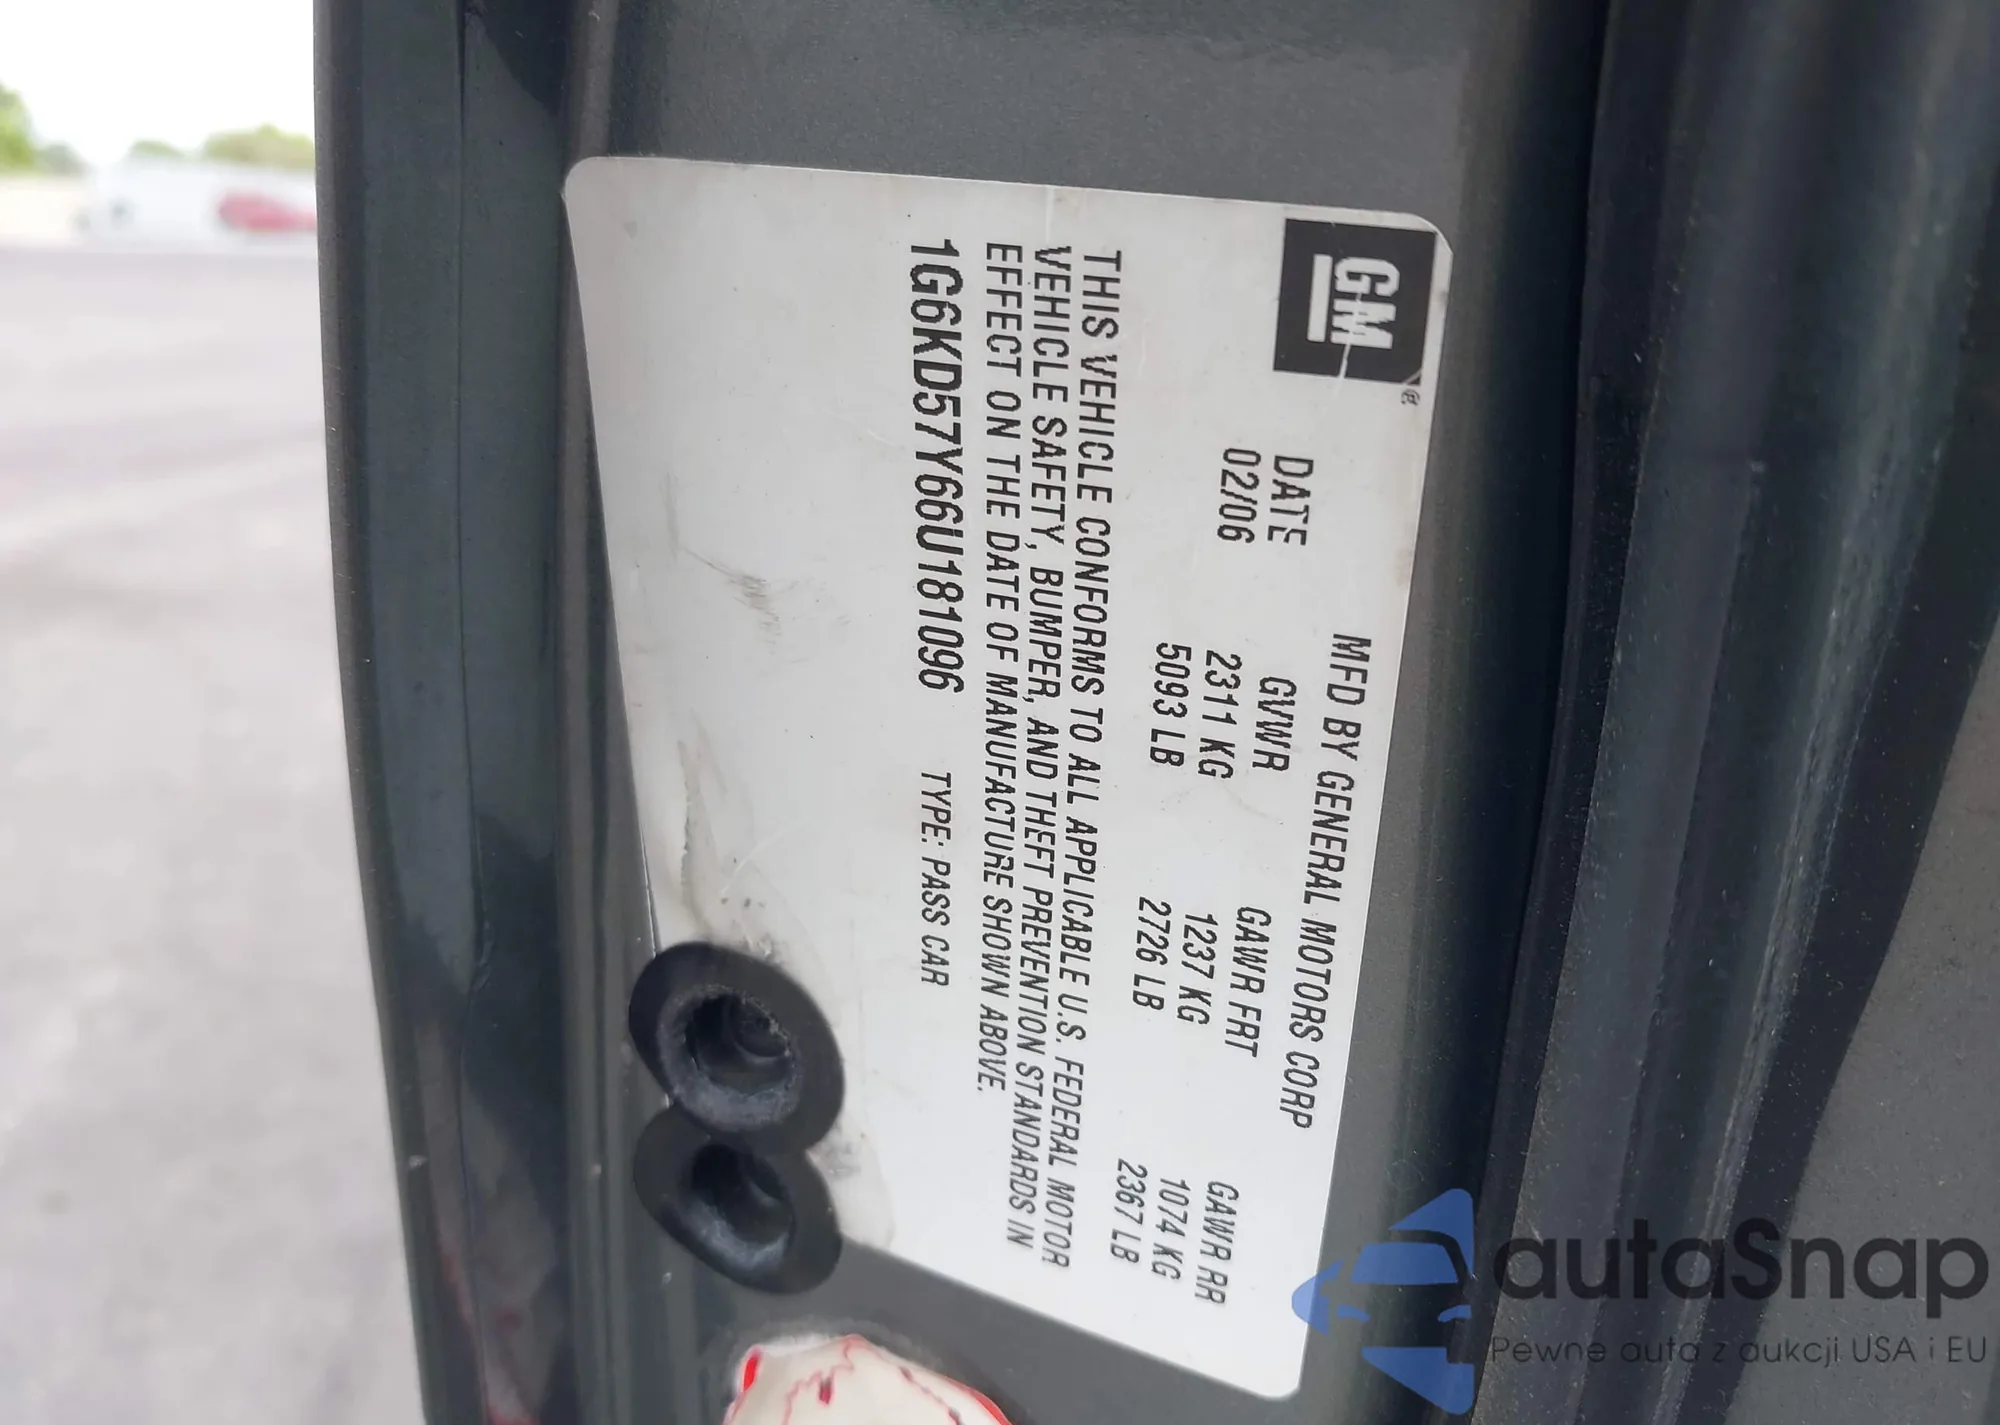 GM
®
MFD BY GENERAL MOTORS CORP
DATE GVWR GAWR FRT GAWR RR
02/06 2311 KG 1237 KG 1074 KG
5093 LB 2726 LB 2367 LB
THIS VEHICLE CONFORMS TO ALL APPLICABLE U.S. FEDERAL MOTOR
VEHICLE SAFETY, BUMPER, AND THEFT PREVENTION STANDARDS IN
EFFECT ON THE DATE OF MANUFACTURE SHOWN ABOVE.
1G6KD57Y66U181096 TYPE: PASS CAR
autaSnap
Pewne auta z aukcji USA i EU